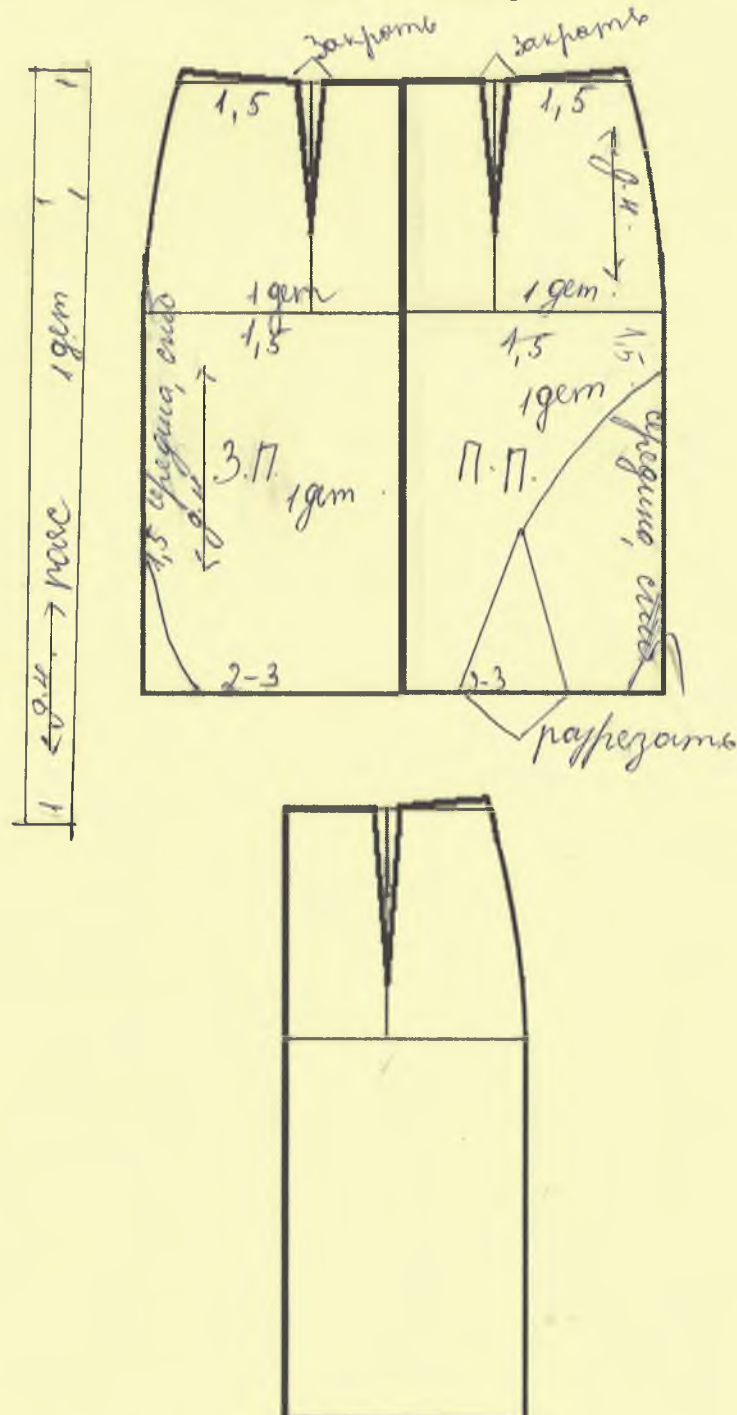 закрыть
закрыть
1,5
1,5
д.н.
1 дет
1 дет.
1,5
1,5
1,5 середина, сгиб
д.н
З.П.
1 дет.
1 дет
П.П.
1,5 середина, сгиб
2-3
2-3
разрезать
1
1
1
1 дет
пояс
д.н.
1